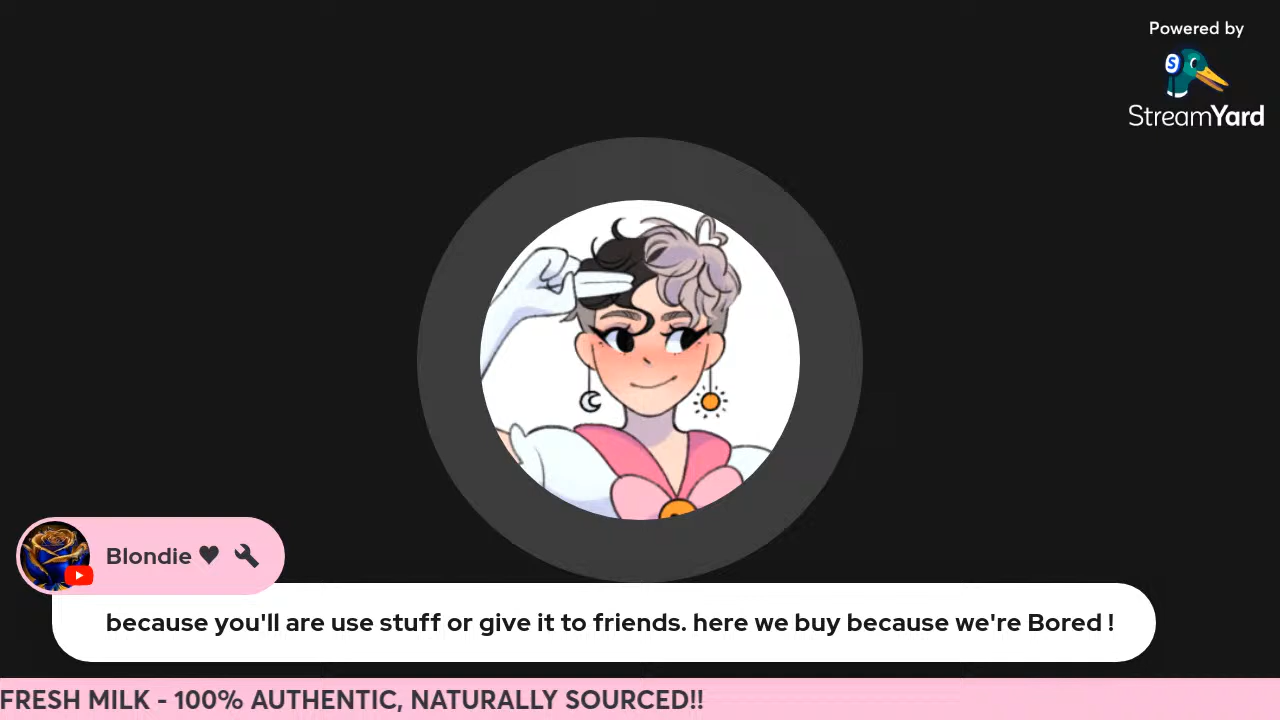 Powered by
S
StreamYard
Blondie ♥
because you'll are use stuff or give it to friends. here we buy because we're Bored !
FRESH MILK - 100% AUTHENTIC, NATURALLY SOURCED!!